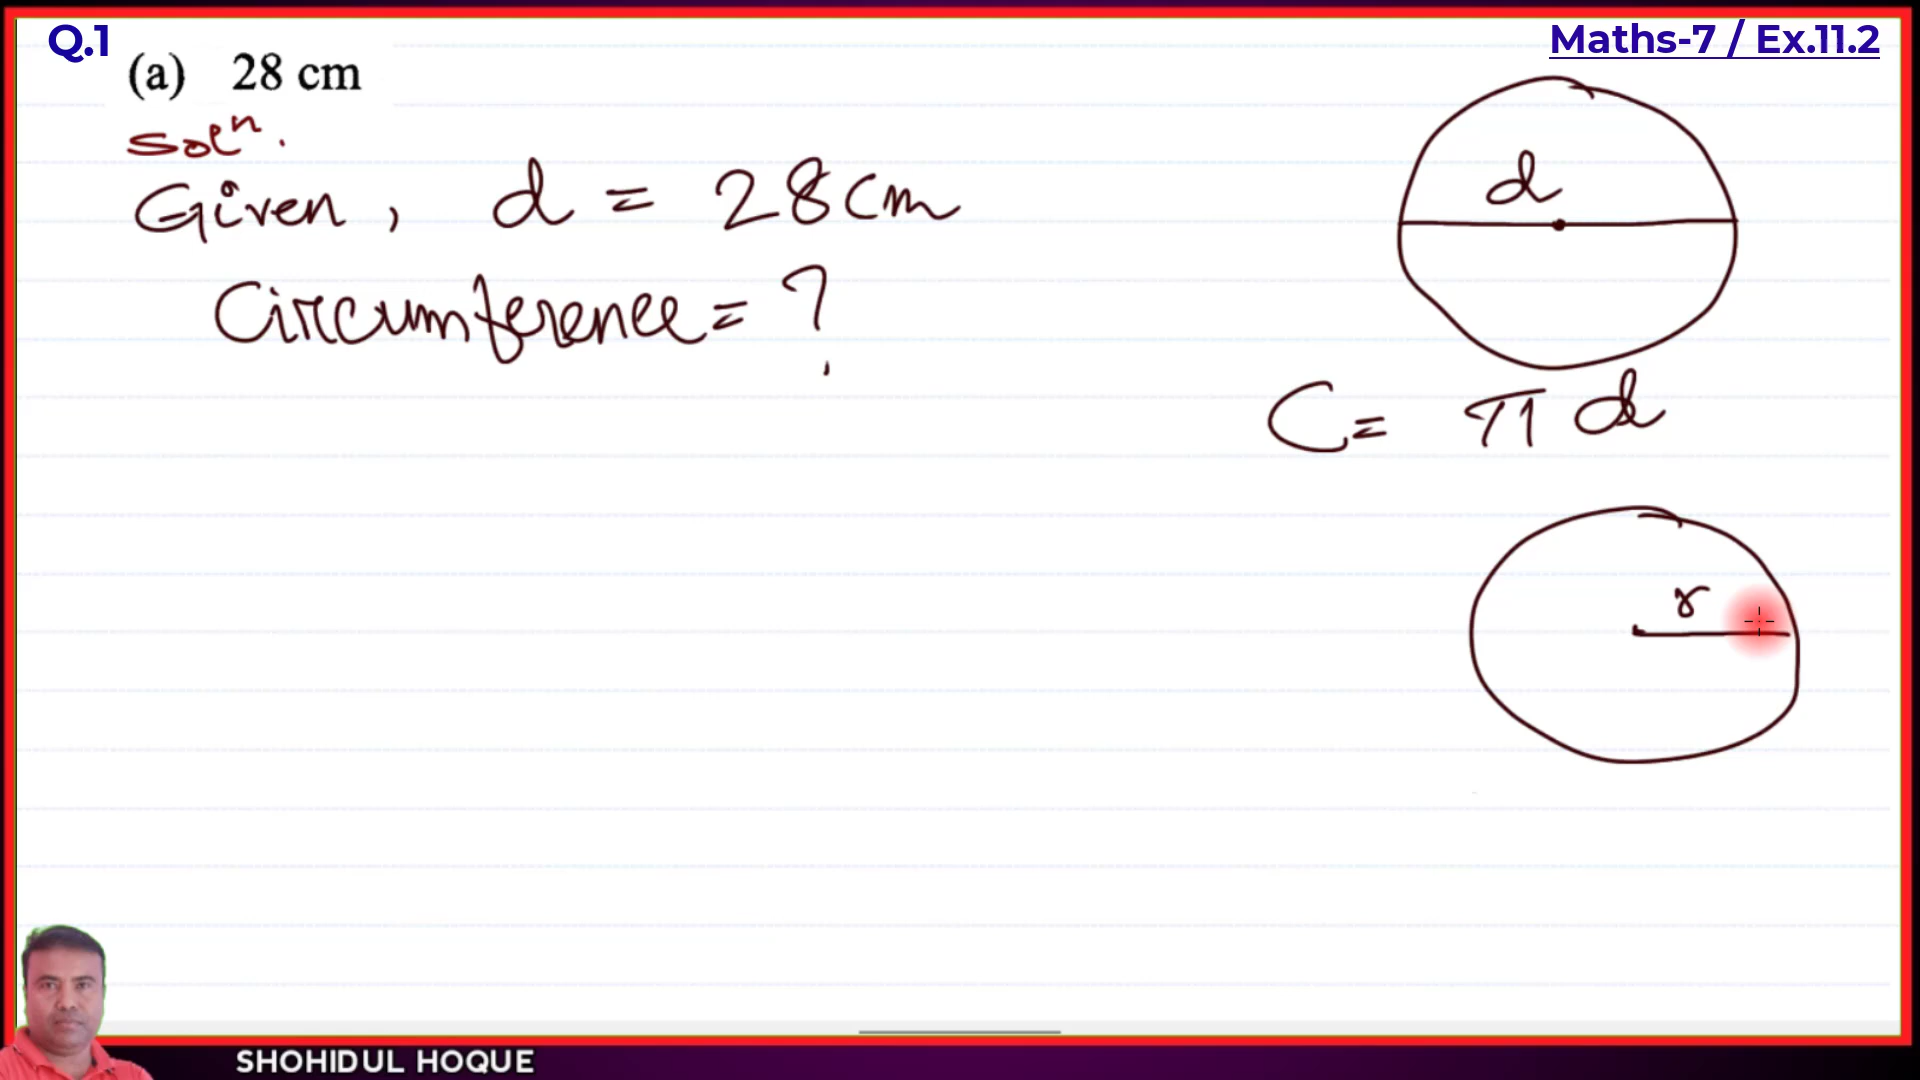 Q.1
Maths-7 / Ex.11.2
(a) 28 cm
Solⁿ.
Given, d = 28cm
Circumference = ?
d
C = π d
r
SHOHIDUL HOQUE